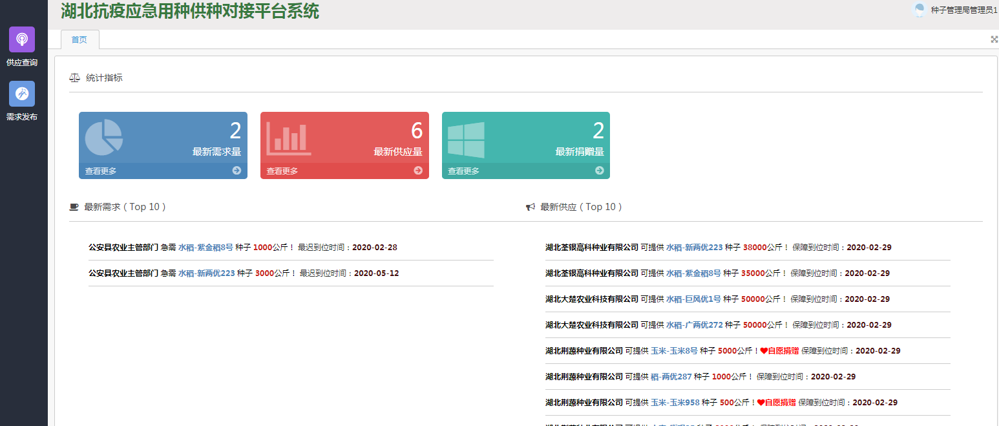 湖北抗疫应急用种供种对接平台系统
种子管理局管理员1
首页
供应查询
需求发布
统计指标
2
最新需求量
查看更多
6
最新供应量
查看更多
2
最新捐赠量
查看更多
最新需求（Top 10）
公安县农业主管部门 急需 水稻-紫金稻8号 种子 1000公斤！ 最迟到位时间：2020-02-28
公安县农业主管部门 急需 水稻-新两优223 种子 3000公斤！ 最迟到位时间：2020-05-12
最新供应（Top 10）
湖北荃银高科种业有限公司 可提供 水稻-新两优223 种子 38000公斤！ 保障到位时间：2020-02-29
湖北荃银高科种业有限公司 可提供 水稻-紫金稻8号 种子 35000公斤！ 保障到位时间：2020-02-29
湖北大楚农业科技有限公司 可提供 水稻-巨风优1号 种子 50000公斤！ 保障到位时间：2020-02-29
湖北大楚农业科技有限公司 可提供 水稻-广两优272 种子 50000公斤！ 保障到位时间：2020-02-29
湖北荆蔬种业有限公司 可提供 玉米-玉米8号 种子 5000公斤！自愿捐赠 保障到位时间：2020-02-29
湖北荆蔬种业有限公司 可提供 稻-两优287 种子 1000公斤！ 保障到位时间：2020-02-29
湖北荆蔬种业有限公司 可提供 玉米-玉米958 种子 500公斤！自愿捐赠 保障到位时间：2020-02-29